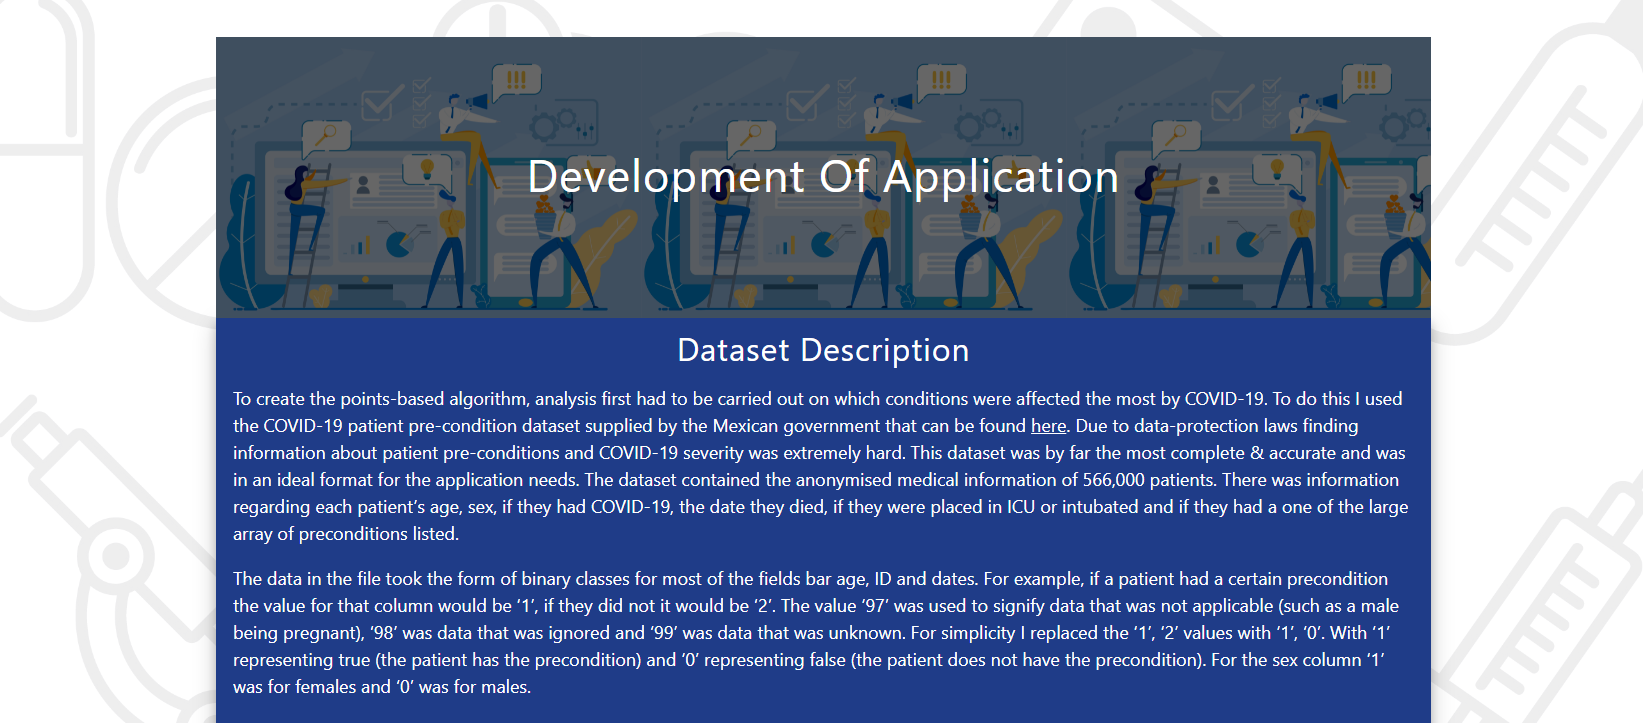 Development Of Application
Dataset Description
To create the points-based algorithm, analysis first had to be carried out on which conditions were affected the most by COVID-19. To do this I used
the COVID-19 patient pre-condition dataset supplied by the Mexican government that can be found here. Due to data-protection laws finding
information about patient pre-conditions and COVID-19 severity was extremely hard. This dataset was by far the most complete & accurate and was
in an ideal format for the application needs. The dataset contained the anonymised medical information of 566,000 patients. There was information
regarding each patient’s age, sex, if they had COVID-19, the date they died, if they were placed in ICU or intubated and if they had a one of the large
array of preconditions listed.
The data in the file took the form of binary classes for most of the fields bar age, ID and dates. For example, if a patient had a certain precondition
the value for that column would be ‘1’, if they did not it would be ‘2’. The value ‘97’ was used to signify data that was not applicable (such as a male
being pregnant), ‘98’ was data that was ignored and ‘99’ was data that was unknown. For simplicity I replaced the ‘1’, ‘2’ values with ‘1’, ‘0’. With ‘1’
representing true (the patient has the precondition) and ‘0’ representing false (the patient does not have the precondition). For the sex column ‘1’
was for females and ‘0’ was for males.